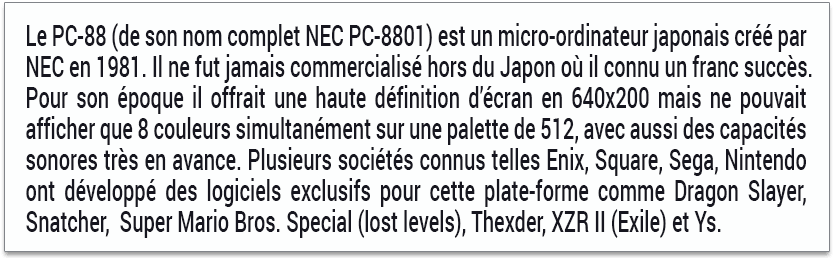 Le PC-88 (de son nom complet NEC PC-8801) est un micro-ordinateur japonais créé par
NEC en 1981. Il ne fut jamais commercialisé hors du Japon où il connu un franc succès.
Pour son époque il offrait une haute définition d’écran en 640x200 mais ne pouvait
afficher que 8 couleurs simultanément sur une palette de 512, avec aussi des capacités
sonores très en avance. Plusieurs sociétés connus telles Enix, Square, Sega, Nintendo
ont développé des logiciels exclusifs pour cette plate-forme comme Dragon Slayer,
Snatcher,  Super Mario Bros. Special (lost levels), Thexder, XZR II (Exile) et Ys.